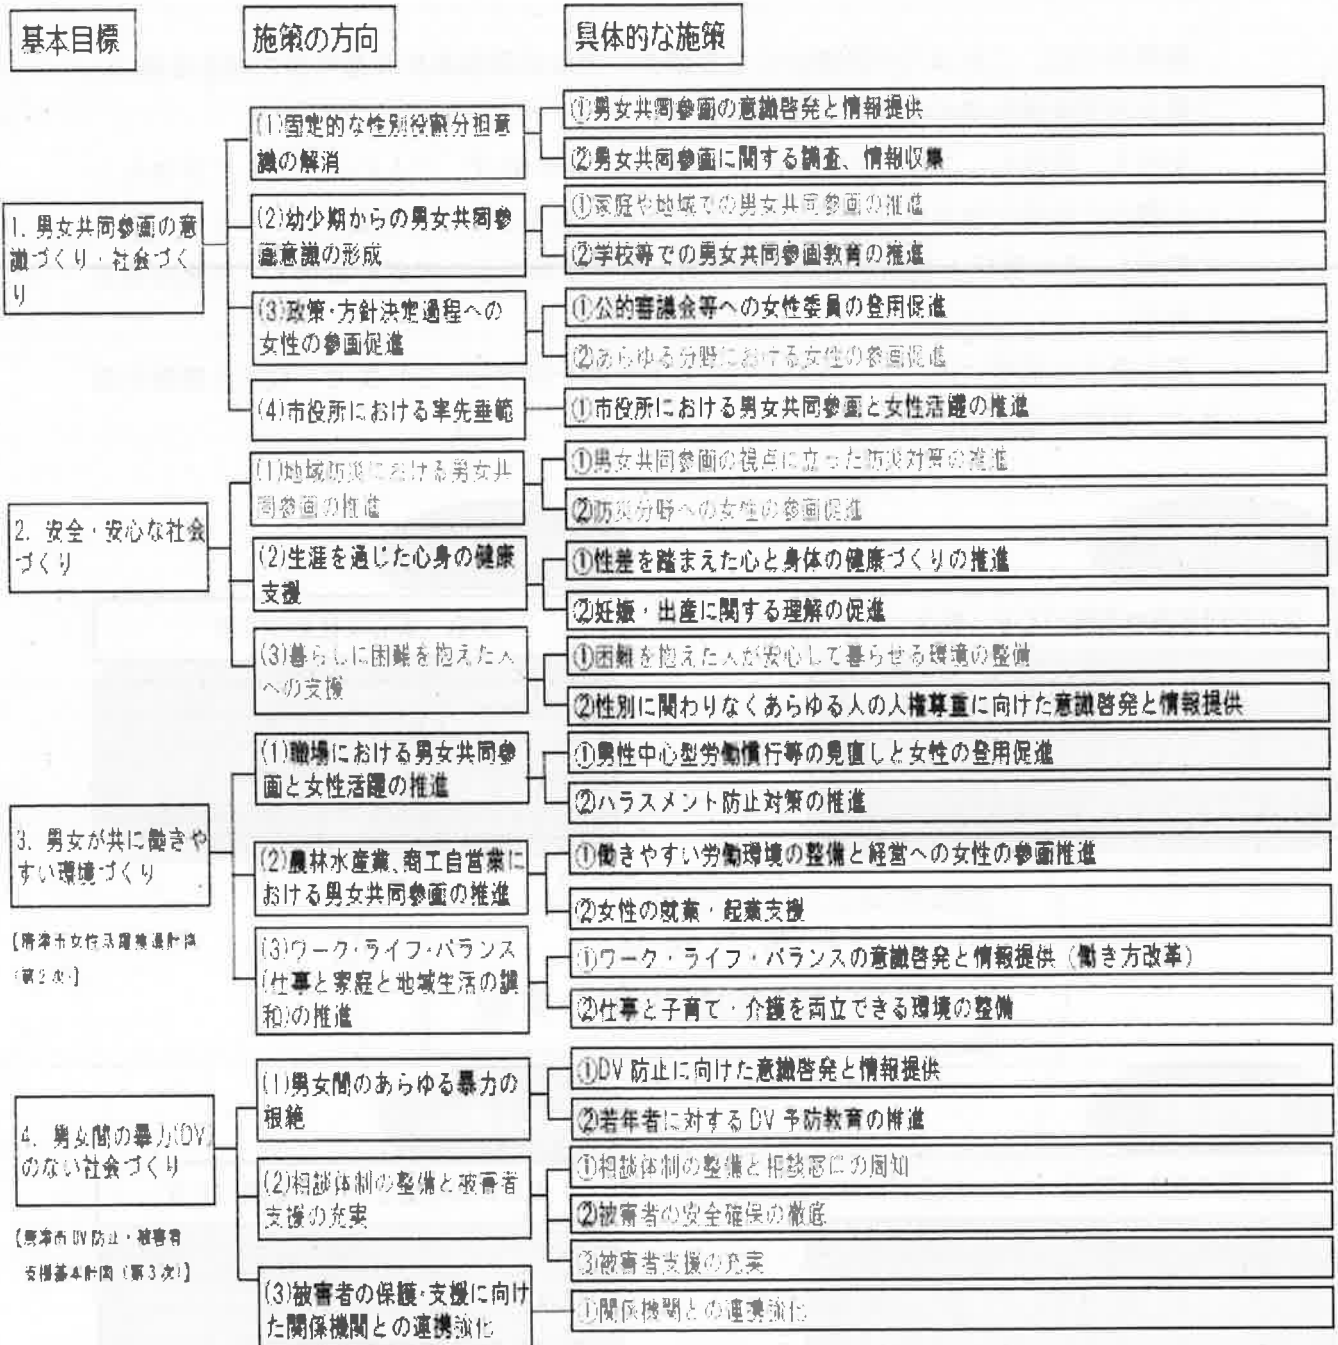 基本目標
施策の方向
具体的な施策
1. 男女共同参画の意
識づくり・社会づく
り
(1)固定的な性別役割分担意
識の解消
①男女共同参画の意識啓発と情報提供
②男女共同参画に関する調査、情報収集
(2)幼少期からの男女共同参
画意識の形成
①家庭や地域での男女共同参画の推進
②学校等での男女共同参画教育の推進
(3)政策・方針決定過程への
女性の参画促進
①公的審議会等への女性委員の登用促進
②あらゆる分野における女性の参画促進
(4)市役所における率先垂範
①市役所における男女共同参画と女性活躍の推進
2. 安全・安心な社会
づくり
(1)地域防災における男女共
同参画の推進
①男女共同参画の視点に立った防災対策の推進
②防災分野への女性の参画促進
(2)生涯を通じた心身の健康
支援
①性差を踏まえた心と身体の健康づくりの推進
②妊娠・出産に関する理解の促進
(3)暮らしに困難を抱えた人
への支援
①困難を抱えた人が安心して暮らせる環境の整備
②性別に関わりなくあらゆる人の人権尊重に向けた意識啓発と情報提供
3. 男女が共に働きや
すい環境づくり
【唐津市女性活躍推進計画
(第2次)】
(1)職場における男女共同参
画と女性活躍の推進
①男性中心型労働慣行等の見直しと女性の登用促進
②ハラスメント防止対策の推進
(2)農林水産業、商工自営業に
おける男女共同参画の推進
①働きやすい労働環境の整備と経営への女性の参画推進
②女性の就業・起業支援
(3)ワーク・ライフ・バランス
(仕事と家庭と地域生活の調
和)の推進
①ワーク・ライフ・バランスの意識啓発と情報提供（働き方改革）
②仕事と子育て・介護を両立できる環境の整備
4. 男女間の暴力(DV)
のない社会づくり
【唐津市DV防止・被害者
支援基本計画（第3次）】
(1)男女間のあらゆる暴力の
根絶
①DV防止に向けた意識啓発と情報提供
②若年者に対するDV予防教育の推進
(2)相談体制の整備と被害者
支援の充実
①相談体制の整備と相談窓口の周知
②被害者の安全確保の徹底
③被害者支援の充実
(3)被害者の保護・支援に向け
た関係機関との連携強化
①関係機関との連携強化